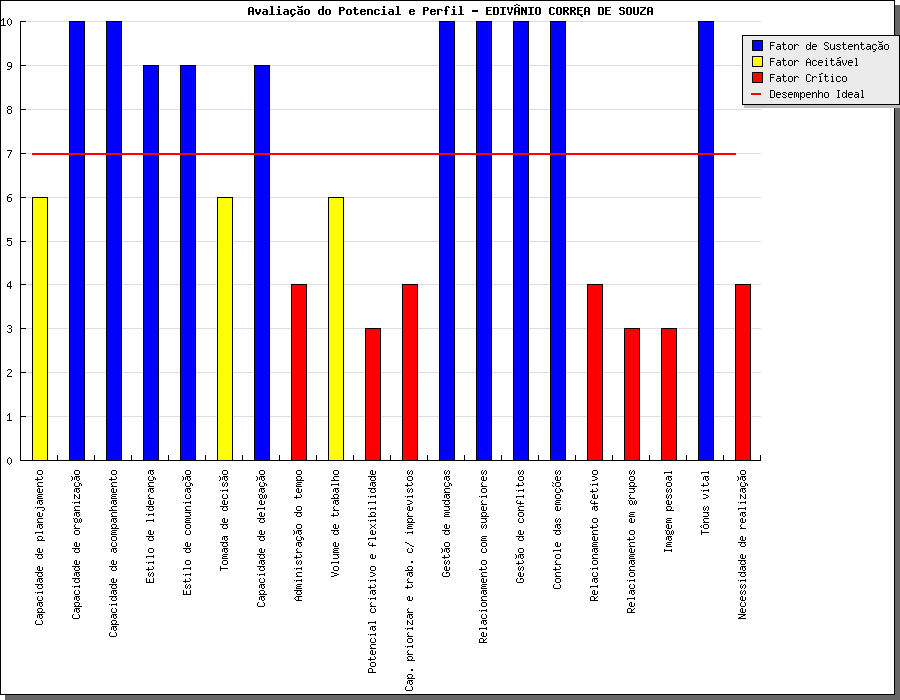 Avaliação do Potencial e Perfil - EDIVÂNIO CORRÊA DE SOUZA
Fator de Sustentação
Fator Aceitável
Fator Crítico
Desempenho Ideal
10
9
8
7
6
5
4
3
2
1
0
Capacidade de planejamento
Capacidade de organização
Capacidade de acompanhamento
Estilo de liderança
Estilo de comunicação
Tomada de decisão
Capacidade de delegação
Administração do tempo
Volume de trabalho
Potencial criativo e flexibilidade
Cap. priorizar e trab. c/ imprevistos
Gestão de mudanças
Relacionamento com superiores
Gestão de conflitos
Controle das emoções
Relacionamento afetivo
Relacionamento em grupos
Imagem pessoal
Tônus vital
Necessidade de realização